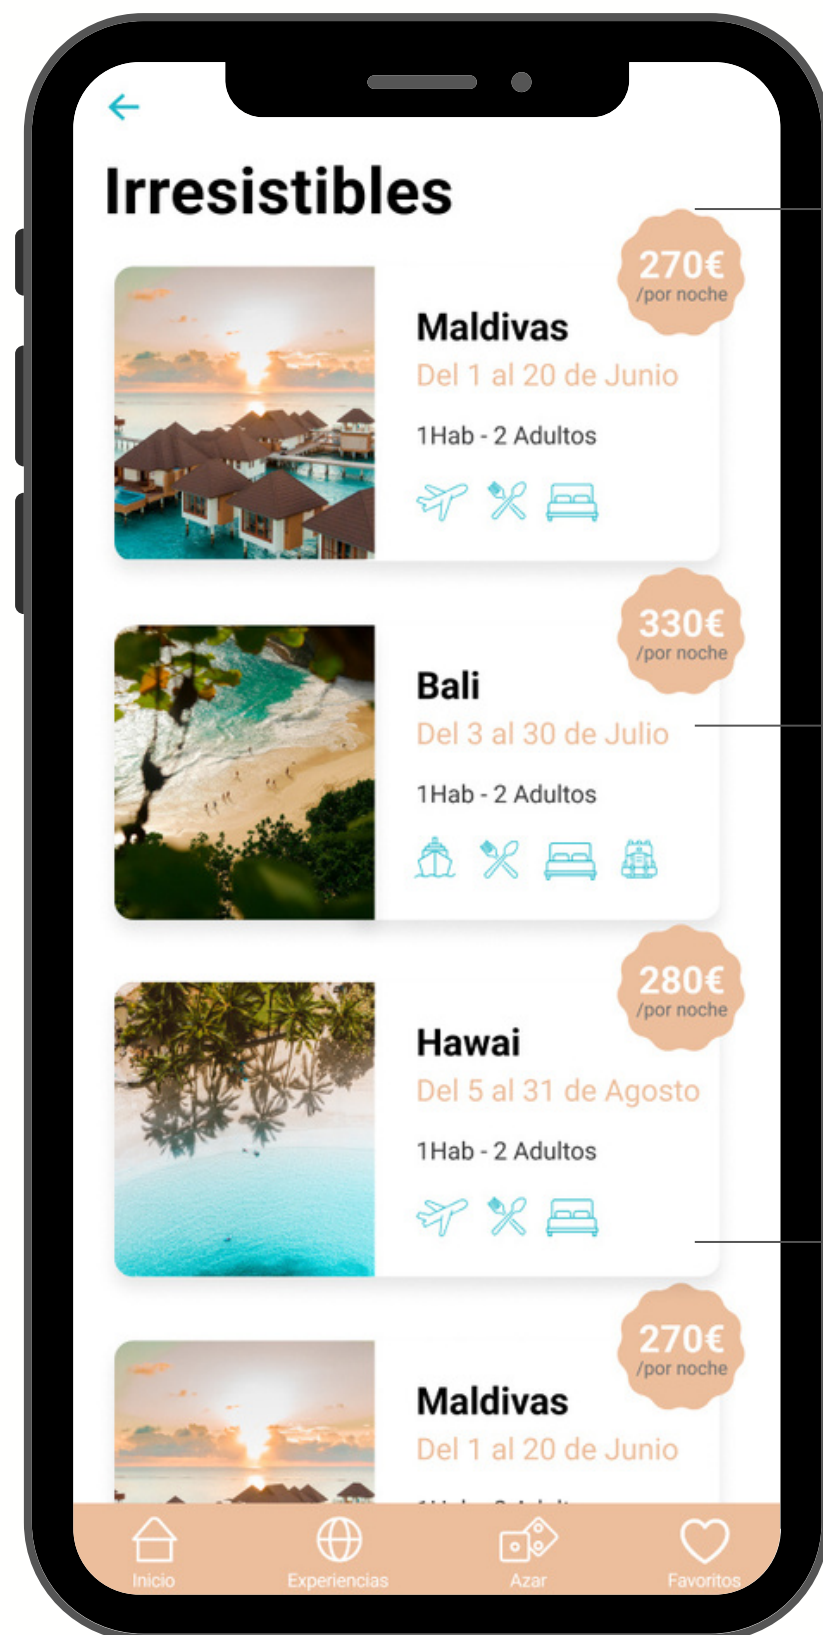 Irresistibles
270€
/por noche
Maldivas
Del 1 al 20 de Junio
1Hab - 2 Adultos
330€
/por noche
Bali
Del 3 al 30 de Julio
1Hab - 2 Adultos
280€
/por noche
Hawai
Del 5 al 31 de Agosto
1Hab - 2 Adultos
270€
/por noche
Maldivas
Del 1 al 20 de Junio
Inicio
Experiencias
Azar
Favoritos